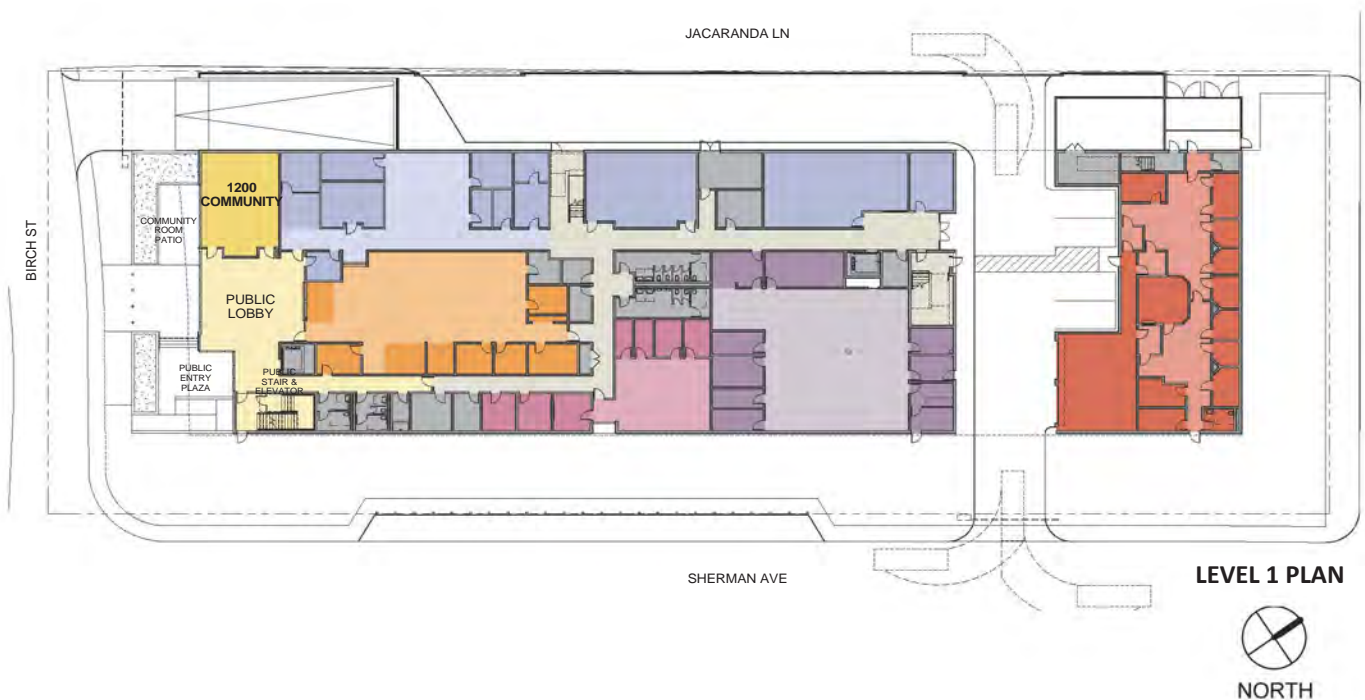 JACARANDA LN
BIRCH ST
1200
COMMUNITY
COMMUNITY
ROOM
PATIO
PUBLIC
LOBBY
PUBLIC
ENTRY
PLAZA
PUBLIC
STAIR &
ELEVATOR
SHERMAN AVE
LEVEL 1 PLAN
NORTH